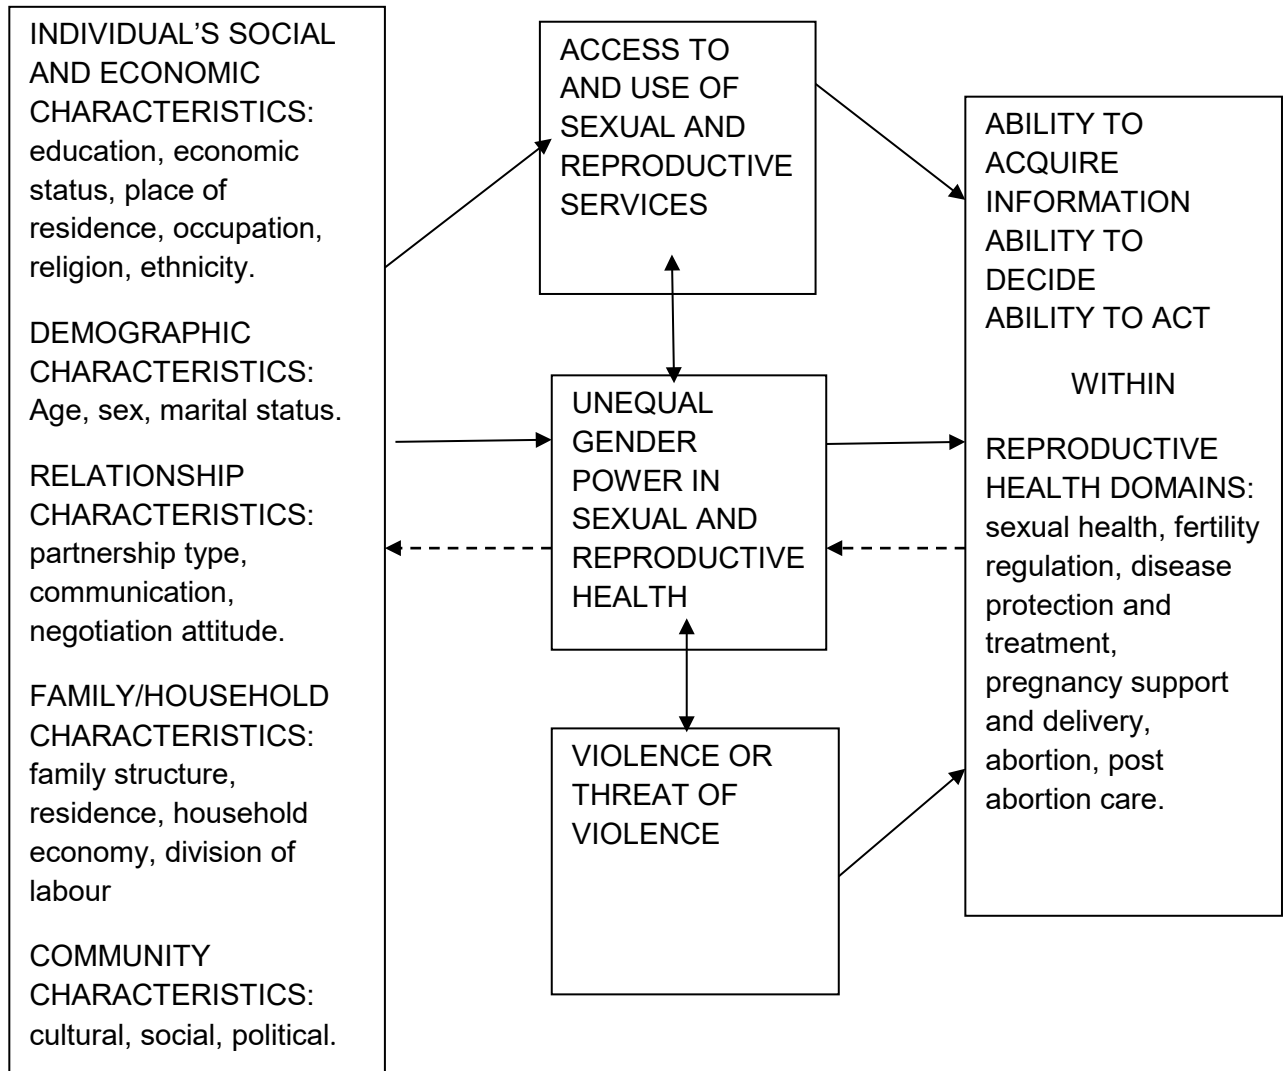 INDIVIDUAL’S SOCIAL
AND ECONOMIC
CHARACTERISTICS:
education, economic
status, place of
residence, occupation,
religion, ethnicity.
DEMOGRAPHIC
CHARACTERISTICS:
Age, sex, marital status.
RELATIONSHIP
CHARACTERISTICS:
partnership type,
communication,
negotiation attitude.
FAMILY/HOUSEHOLD
CHARACTERISTICS:
family structure,
residence, household
economy, division of
labour
COMMUNITY
CHARACTERISTICS:
cultural, social, political.
ACCESS TO
AND USE OF
SEXUAL AND
REPRODUCTIVE
SERVICES
UNEQUAL
GENDER
POWER IN
SEXUAL AND
REPRODUCTIVE
HEALTH
VIOLENCE OR
THREAT OF
VIOLENCE
ABILITY TO
ACQUIRE
INFORMATION
ABILITY TO
DECIDE
ABILITY TO ACT
WITHIN
REPRODUCTIVE
HEALTH DOMAINS:
sexual health, fertility
regulation, disease
protection and
treatment,
pregnancy support
and delivery,
abortion, post
abortion care.